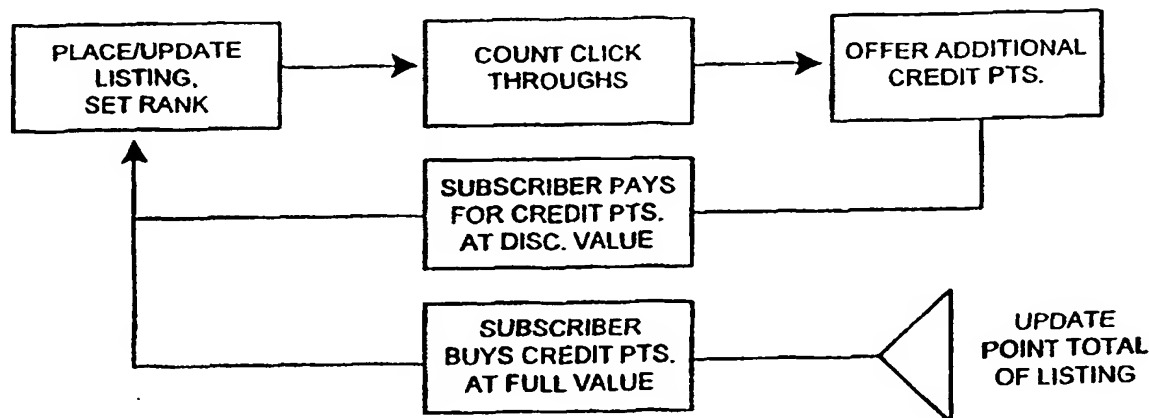 PLACE/UPDATE
LISTING,
SET RANK
COUNT CLICK
THROUGHS
OFFER ADDITIONAL
CREDIT PTS.
SUBSCRIBER PAYS
FOR CREDIT PTS.
AT DISC. VALUE
SUBSCRIBER
BUYS CREDIT PTS.
AT FULL VALUE
UPDATE
POINT TOTAL
OF LISTING